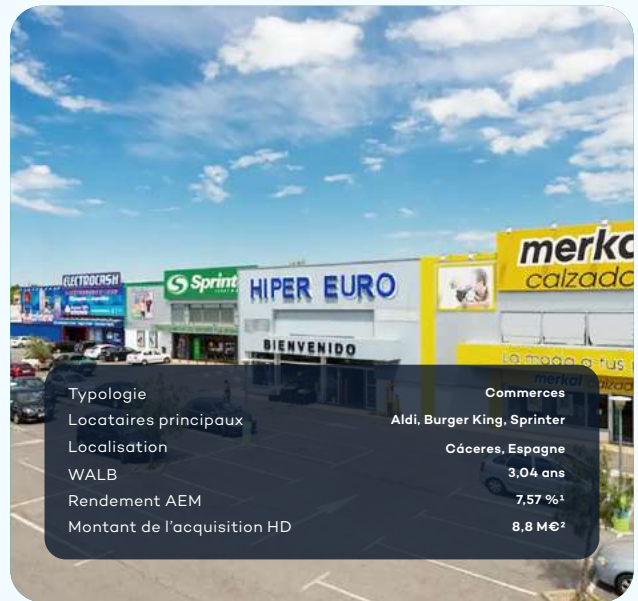 ELECTROCASH
Sprint
HIPER EURO
BIENVENIDO
merka
calzado
La moda a tus
merkal calzado
Typologie Commerces
Locataires principaux Aldi, Burger King, Sprinter
Localisation Cáceres, Espagne
WALB 3,04 ans
Rendement AEM 7,57 %¹
Montant de l'acquisition HD 8,8 M€²